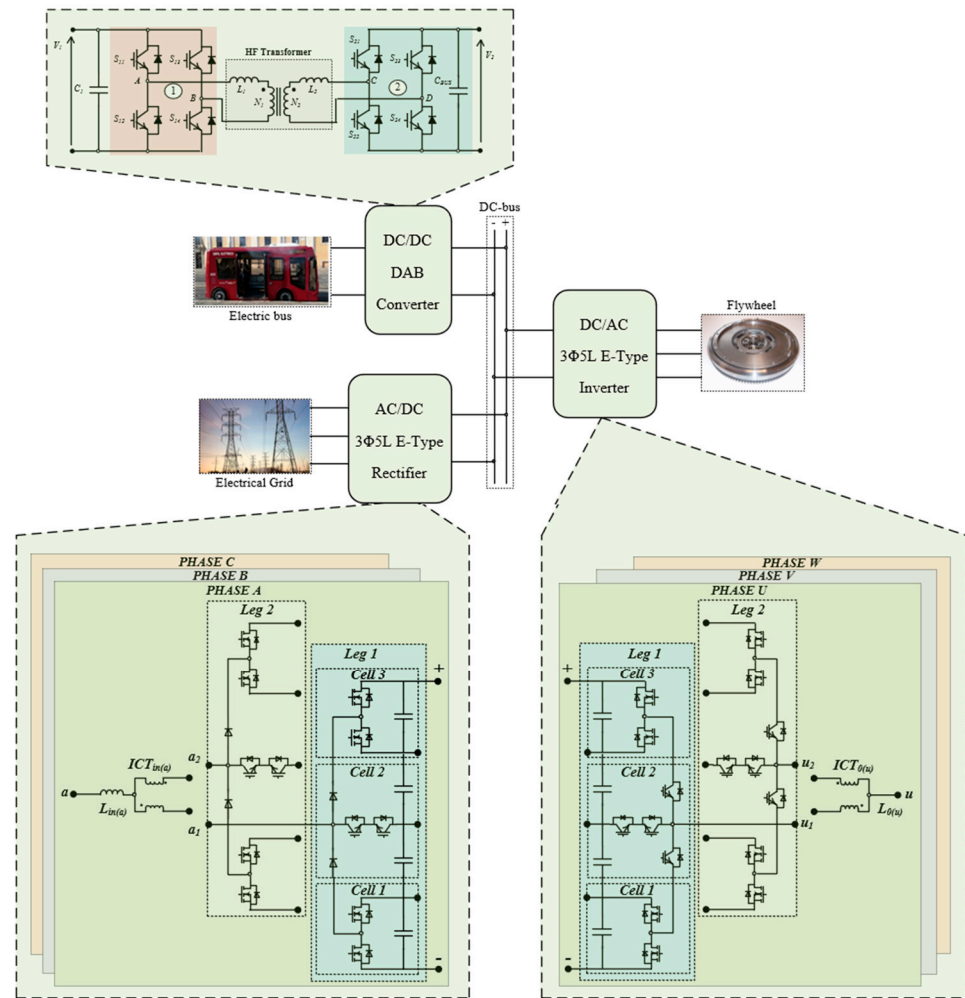 V₁
C₁
S₁₁
S₁₃
A
1
B
S₁₂
S₁₄
HF Transformer
L₁
N₁
N₂
L₂
S₂₁
C
2
D
S₂₄
C_BUS
V₂
DC-bus
- +
DC/DC
DAB
Converter
Electric bus
DC/AC
3Φ5L E-Type
Inverter
Flywheel
AC/DC
3Φ5L E-Type
Rectifier
Electrical Grid
PHASE C
PHASE B
PHASE A
Leg 2
Leg 1
+
Cell 3
Cell 2
Cell 1
-
ICTin(a)
a
Lin(a)
a₂
a₁
PHASE W
PHASE V
PHASE U
Leg 2
Leg 1
+
Cell 3
Cell 2
Cell 1
-
u₂
u₁
ICT0(u)
u
L0(u)